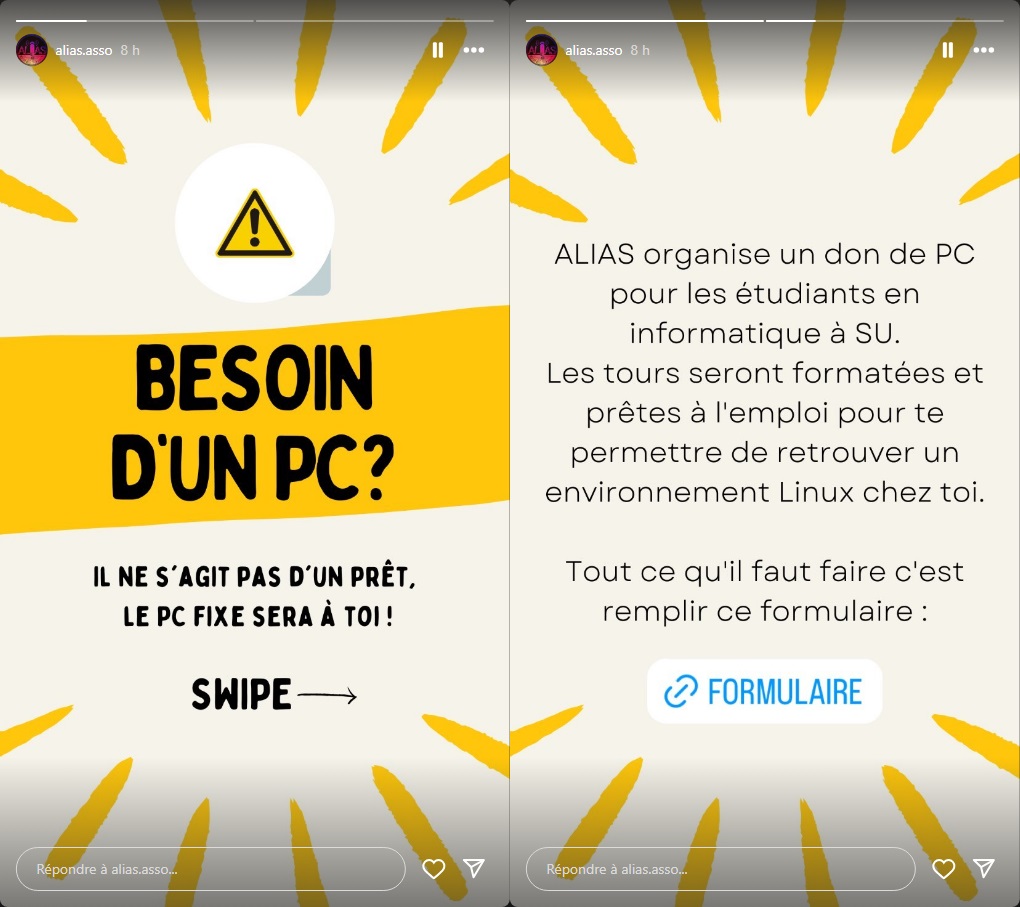 alias.asso 8 h
BESOIN
D'UN PC?
IL NE S'AGIT PAS D'UN PRÊT,
LE PC FIXE SERA À TOI !
SWIPE
Répondre à alias.asso...
alias.asso 8 h
ALIAS organise un don de PC
pour les étudiants en
informatique à SU.
Les tours seront formatées et
prêtes à l'emploi pour te
permettre de retrouver un
environnement Linux chez toi.
Tout ce qu'il faut faire c'est
remplir ce formulaire :
FORMULAIRE
Répondre à alias.asso...